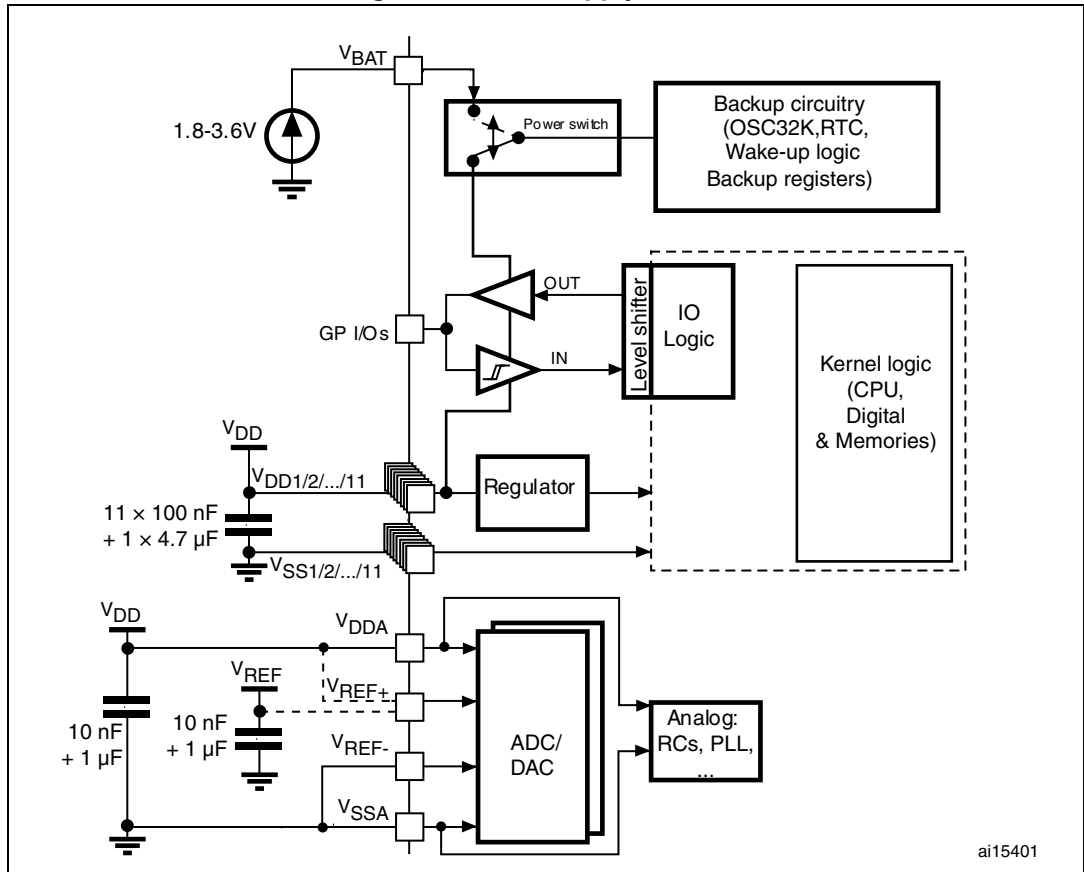 VBAT
1.8-3.6V
Power switch
Backup circuitry
(OSC32K,RTC,
Wake-up logic
Backup registers)
OUT
GP I/Os
IN
Level shifter
IO
Logic
Kernel logic
(CPU,
Digital
& Memories)
VDD
VDD1/2/.../11
Regulator
11 × 100 nF
+ 1 × 4.7 µF
VSS1/2/.../11
VDD
VDDA
VREF
VREF+
10 nF
+ 1 µF
10 nF
+ 1 µF
VREF-
ADC/
DAC
Analog:
RCs, PLL,
...
VSSA
ai15401